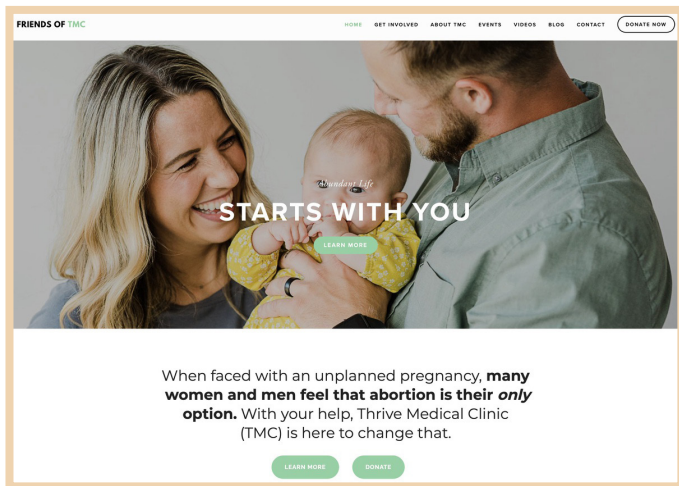 FRIENDS OF TMC
HOME GET INVOLVED ABOUT TMC EVENTS VIDEOS BLOG CONTACT DONATE NOW
Abundant Life
STARTS WITH YOU
LEARN MORE
When faced with an unplanned pregnancy, many
women and men feel that abortion is their only
option. With your help, Thrive Medical Clinic
(TMC) is here to change that.
LEARN MORE DONATE